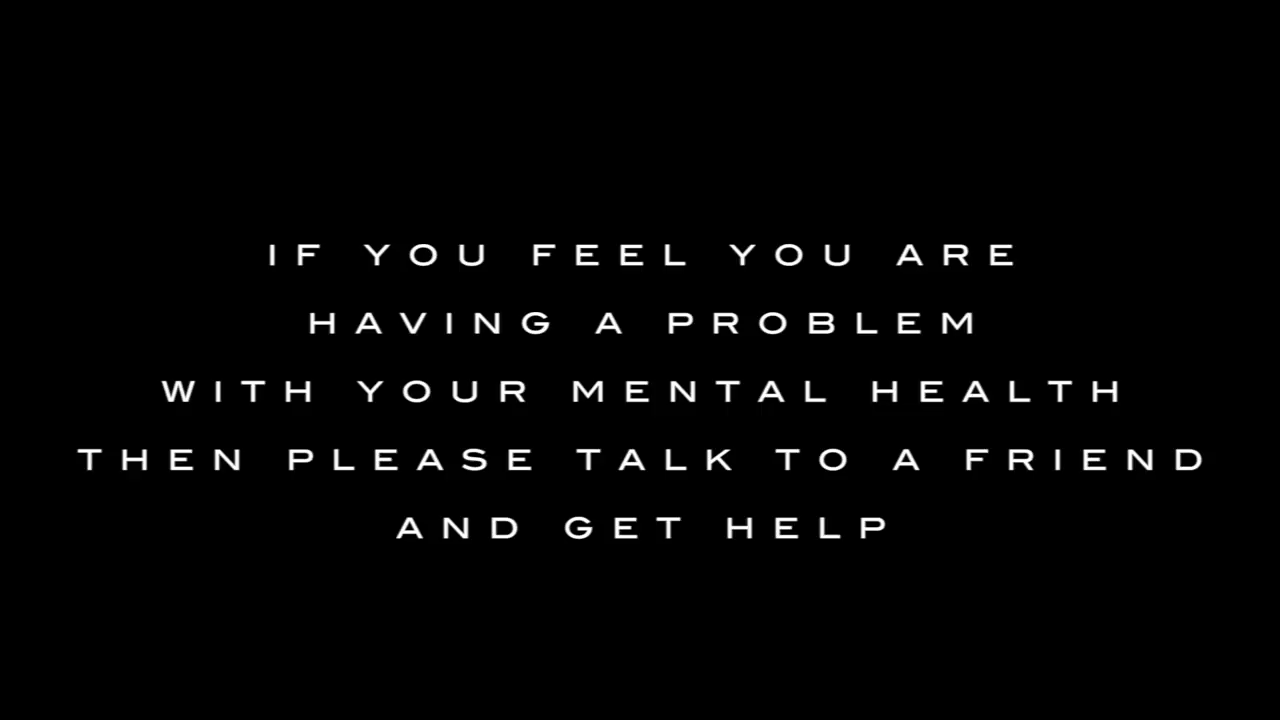 IF YOU FEEL YOU ARE
HAVING A PROBLEM
WITH YOUR MENTAL HEALTH
THEN PLEASE TALK TO A FRIEND
AND GET HELP